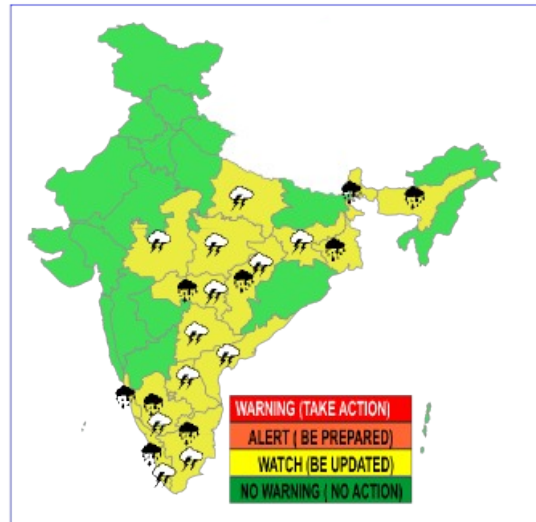 WARNING (TAKE ACTION)
ALERT ( BE PREPARED)
WATCH (BE UPDATED)
NO WARNING ( NO ACTION)